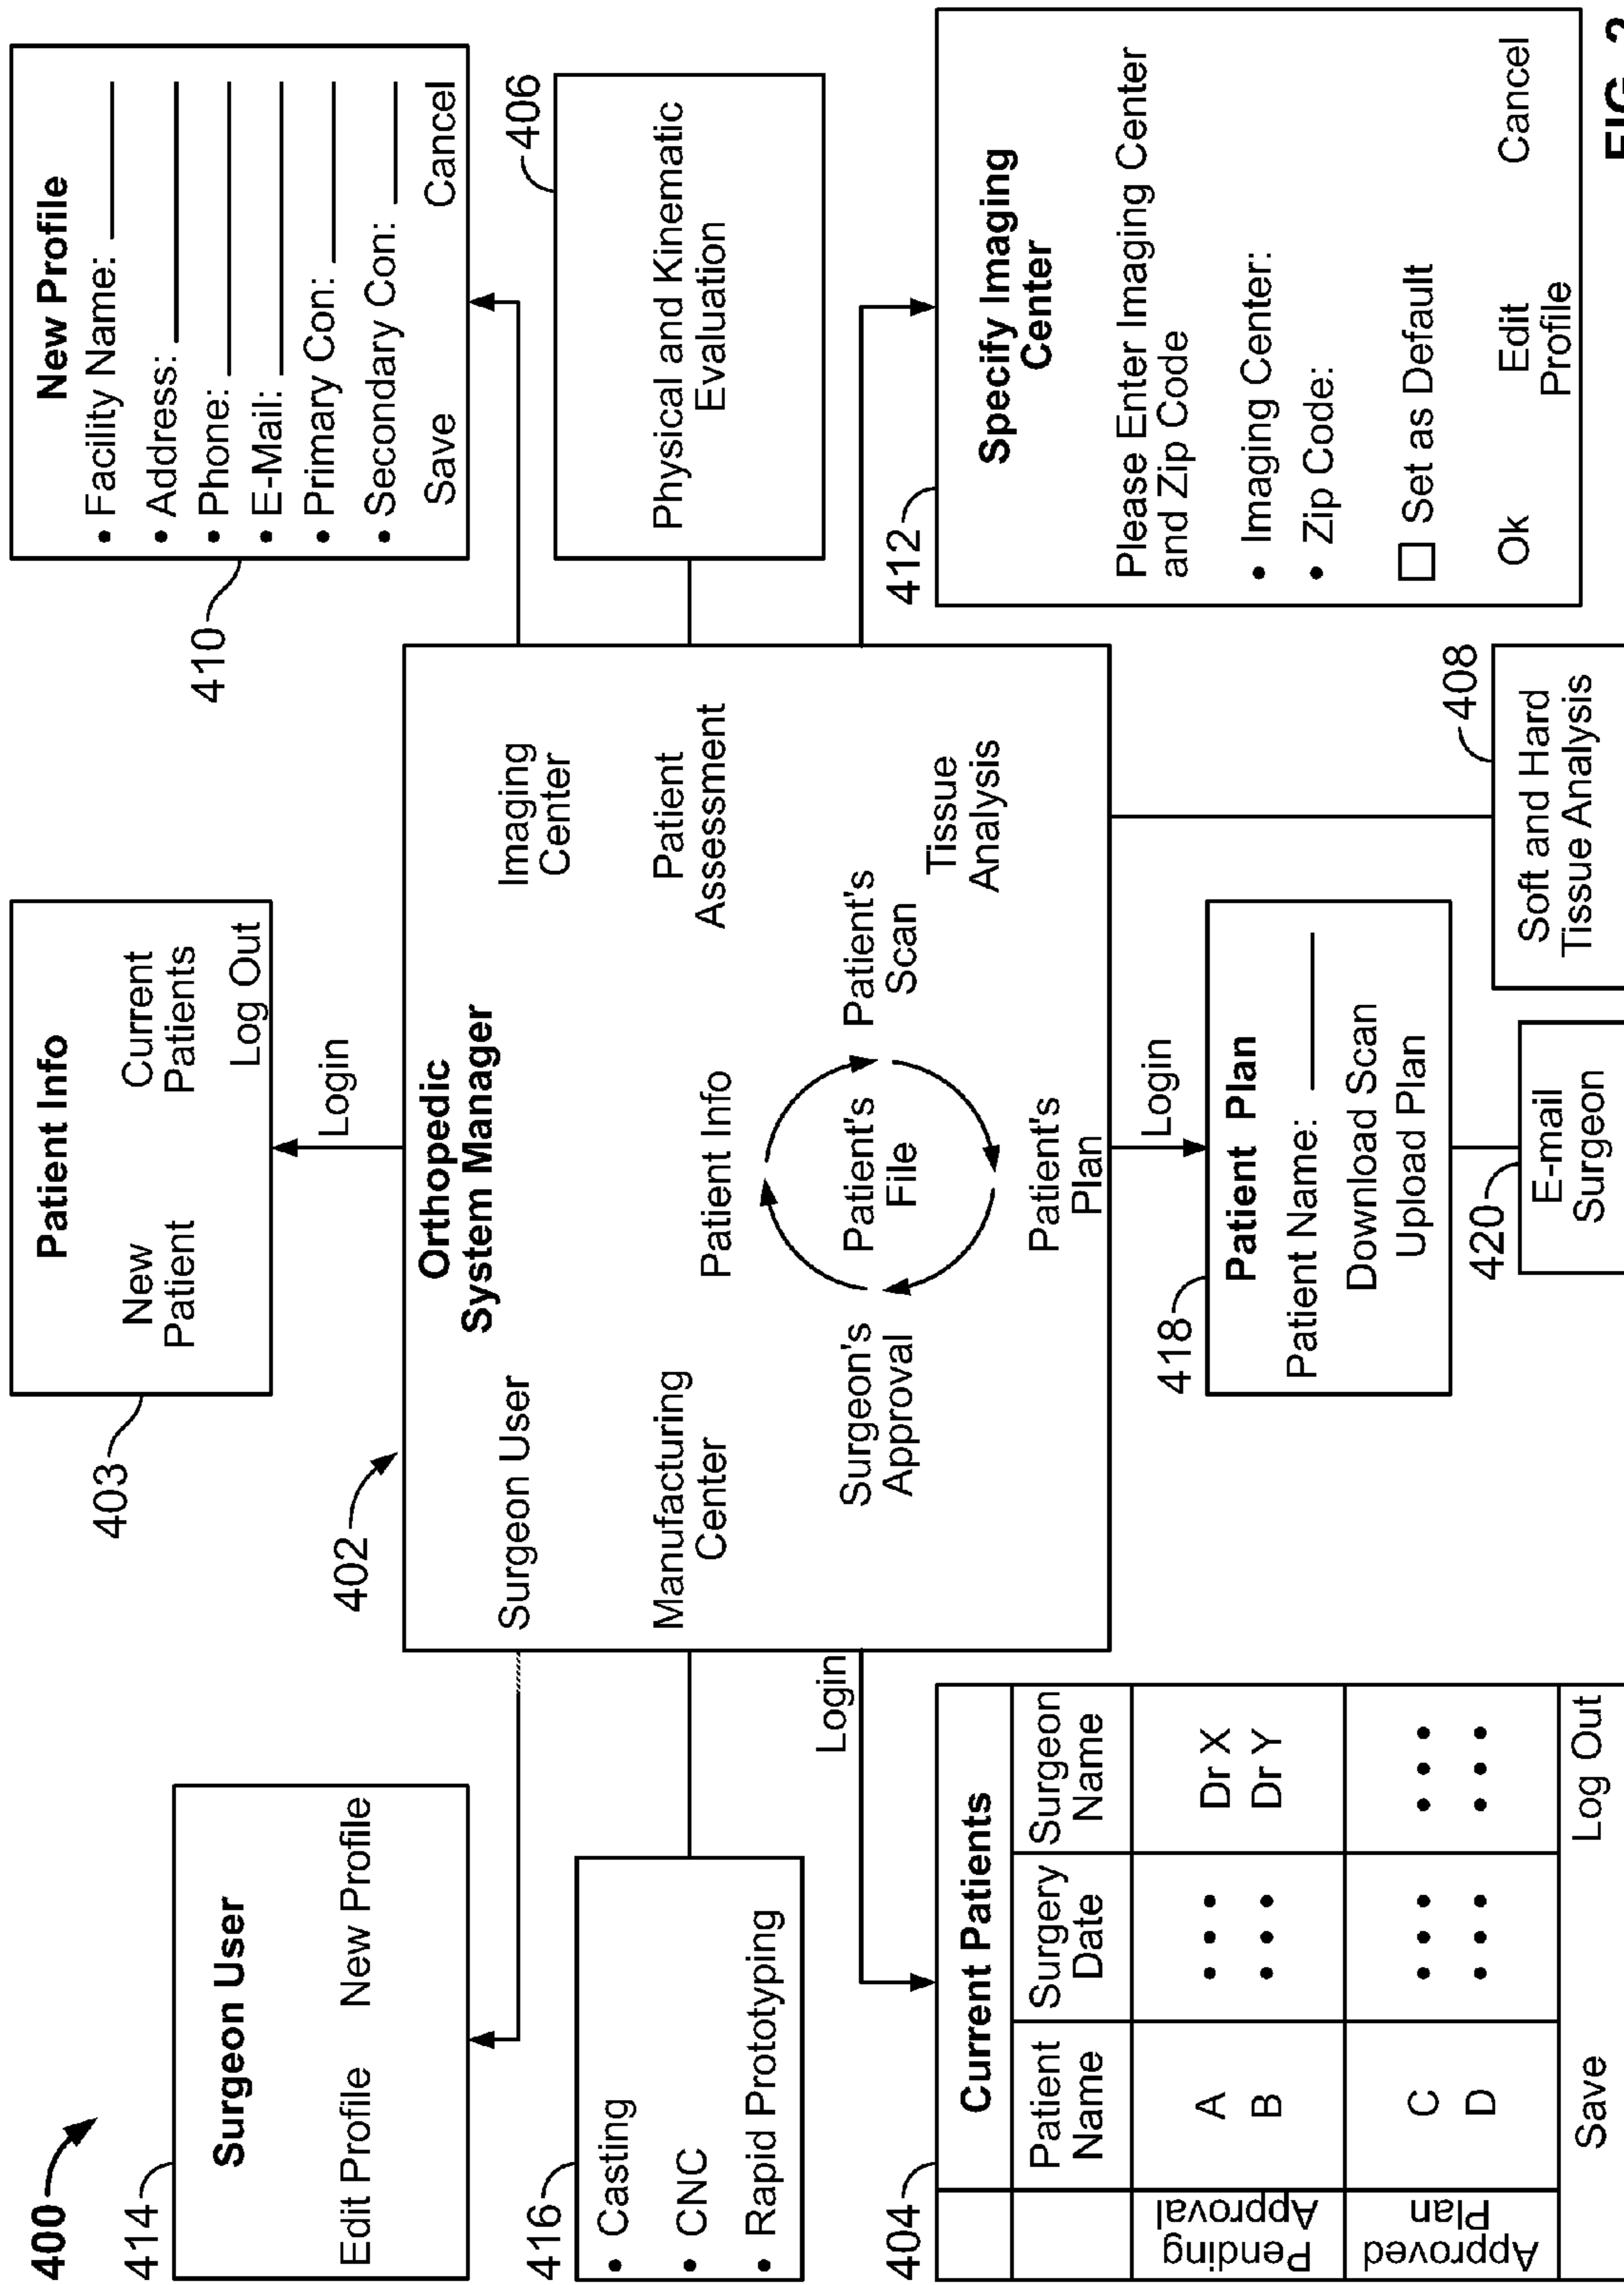 400
414
Surgeon User
Edit Profile New Profile
416
• Casting
• CNC
• Rapid Prototyping
404
Current Patients
Patient
Name
Surgery
Date
Surgeon
Name
Pending
Approval
A
B
• • •
• • •
Dr X
Dr Y
Approved
Plan
C
D
• • •
• • •
• • •
• • •
Save Log Out
Login
403
Patient Info
New
Patient
Current
Patients
Log Out
Login
402
Orthopedic
System Manager
Surgeon User
Imaging
Center
Manufacturing
Center
Patient Info
Patient
Assessment
Surgeon's
Approval
Patient's
File
Patient's
Scan
Tissue
Analysis
Patient's
Plan
Login
418
Patient Plan
Patient Name:
Download Scan
Upload Plan
420
E-mail
Surgeon
408
Soft and Hard
Tissue Analysis
410
New Profile
• Facility Name:
• Address:
• Phone:
• E-Mail:
• Primary Con:
• Secondary Con:
Save Cancel
406
Physical and Kinematic
Evaluation
412
Specify Imaging
Center
Please Enter Imaging Center
and Zip Code
• Imaging Center:
• Zip Code:
Set as Default
Ok
Edit
Profile
Cancel
FIG.